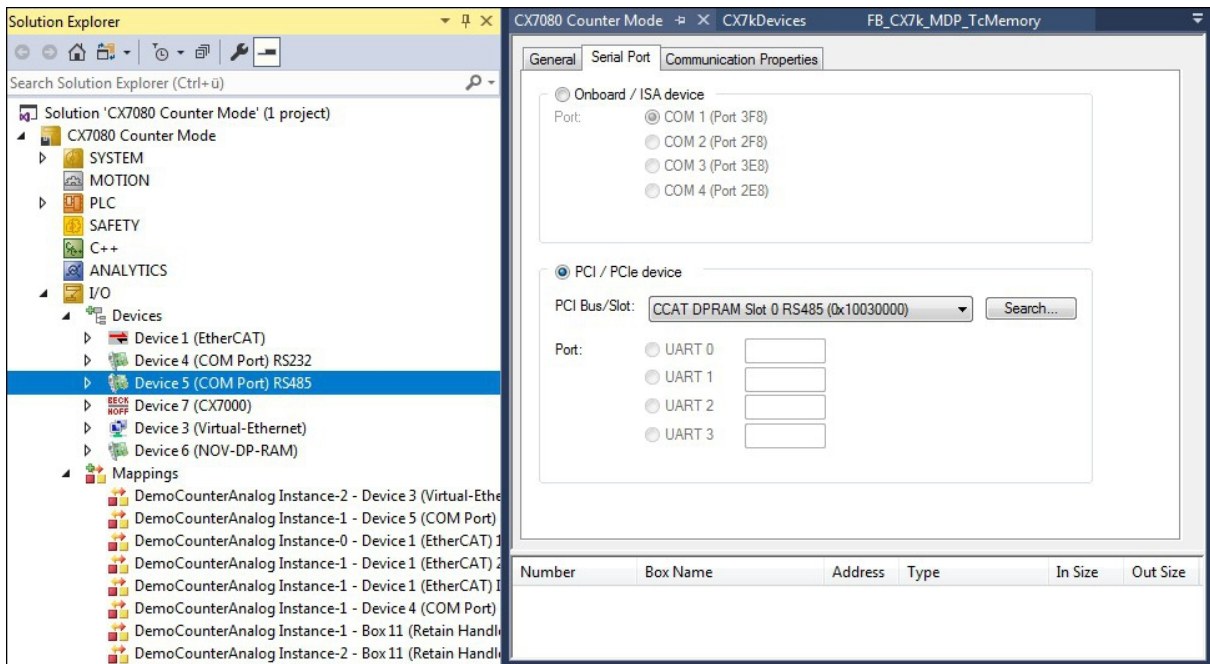 Solution Explorer
Search Solution Explorer (Ctrl+ü)
Solution 'CX7080 Counter Mode' (1 project)
CX7080 Counter Mode
SYSTEM
MOTION
PLC
SAFETY
C++
ANALYTICS
I/O
Devices
Device 1 (EtherCAT)
Device 4 (COM Port) RS232
Device 5 (COM Port) RS485
BECK
HOFF
Device 7 (CX7000)
Device 3 (Virtual-Ethernet)
Device 6 (NOV-DP-RAM)
Mappings
DemoCounterAnalog Instance-2 - Device 3 (Virtual-Ethe
DemoCounterAnalog Instance-1 - Device 5 (COM Port)
DemoCounterAnalog Instance-0 - Device 1 (EtherCAT) 1
DemoCounterAnalog Instance-1 - Device 1 (EtherCAT) 2
DemoCounterAnalog Instance-1 - Device 1 (EtherCAT) I
DemoCounterAnalog Instance-1 - Device 4 (COM Port)
DemoCounterAnalog Instance-1 - Box 11 (Retain Handl
DemoCounterAnalog Instance-2 - Box 11 (Retain Handl
CX7080 Counter Mode CX7kDevices FB_CX7k_MDP_TcMemory
General Serial Port Communication Properties
Onboard / ISA device
Port: COM 1 (Port 3F8)
COM 2 (Port 2F8)
COM 3 (Port 3E8)
COM 4 (Port 2E8)
PCI / PCIe device
PCI Bus/Slot: CCAT DPRAM Slot 0 RS485 (0x10030000) Search...
Port: UART 0
UART 1
UART 2
UART 3
Number Box Name Address Type In Size Out Size